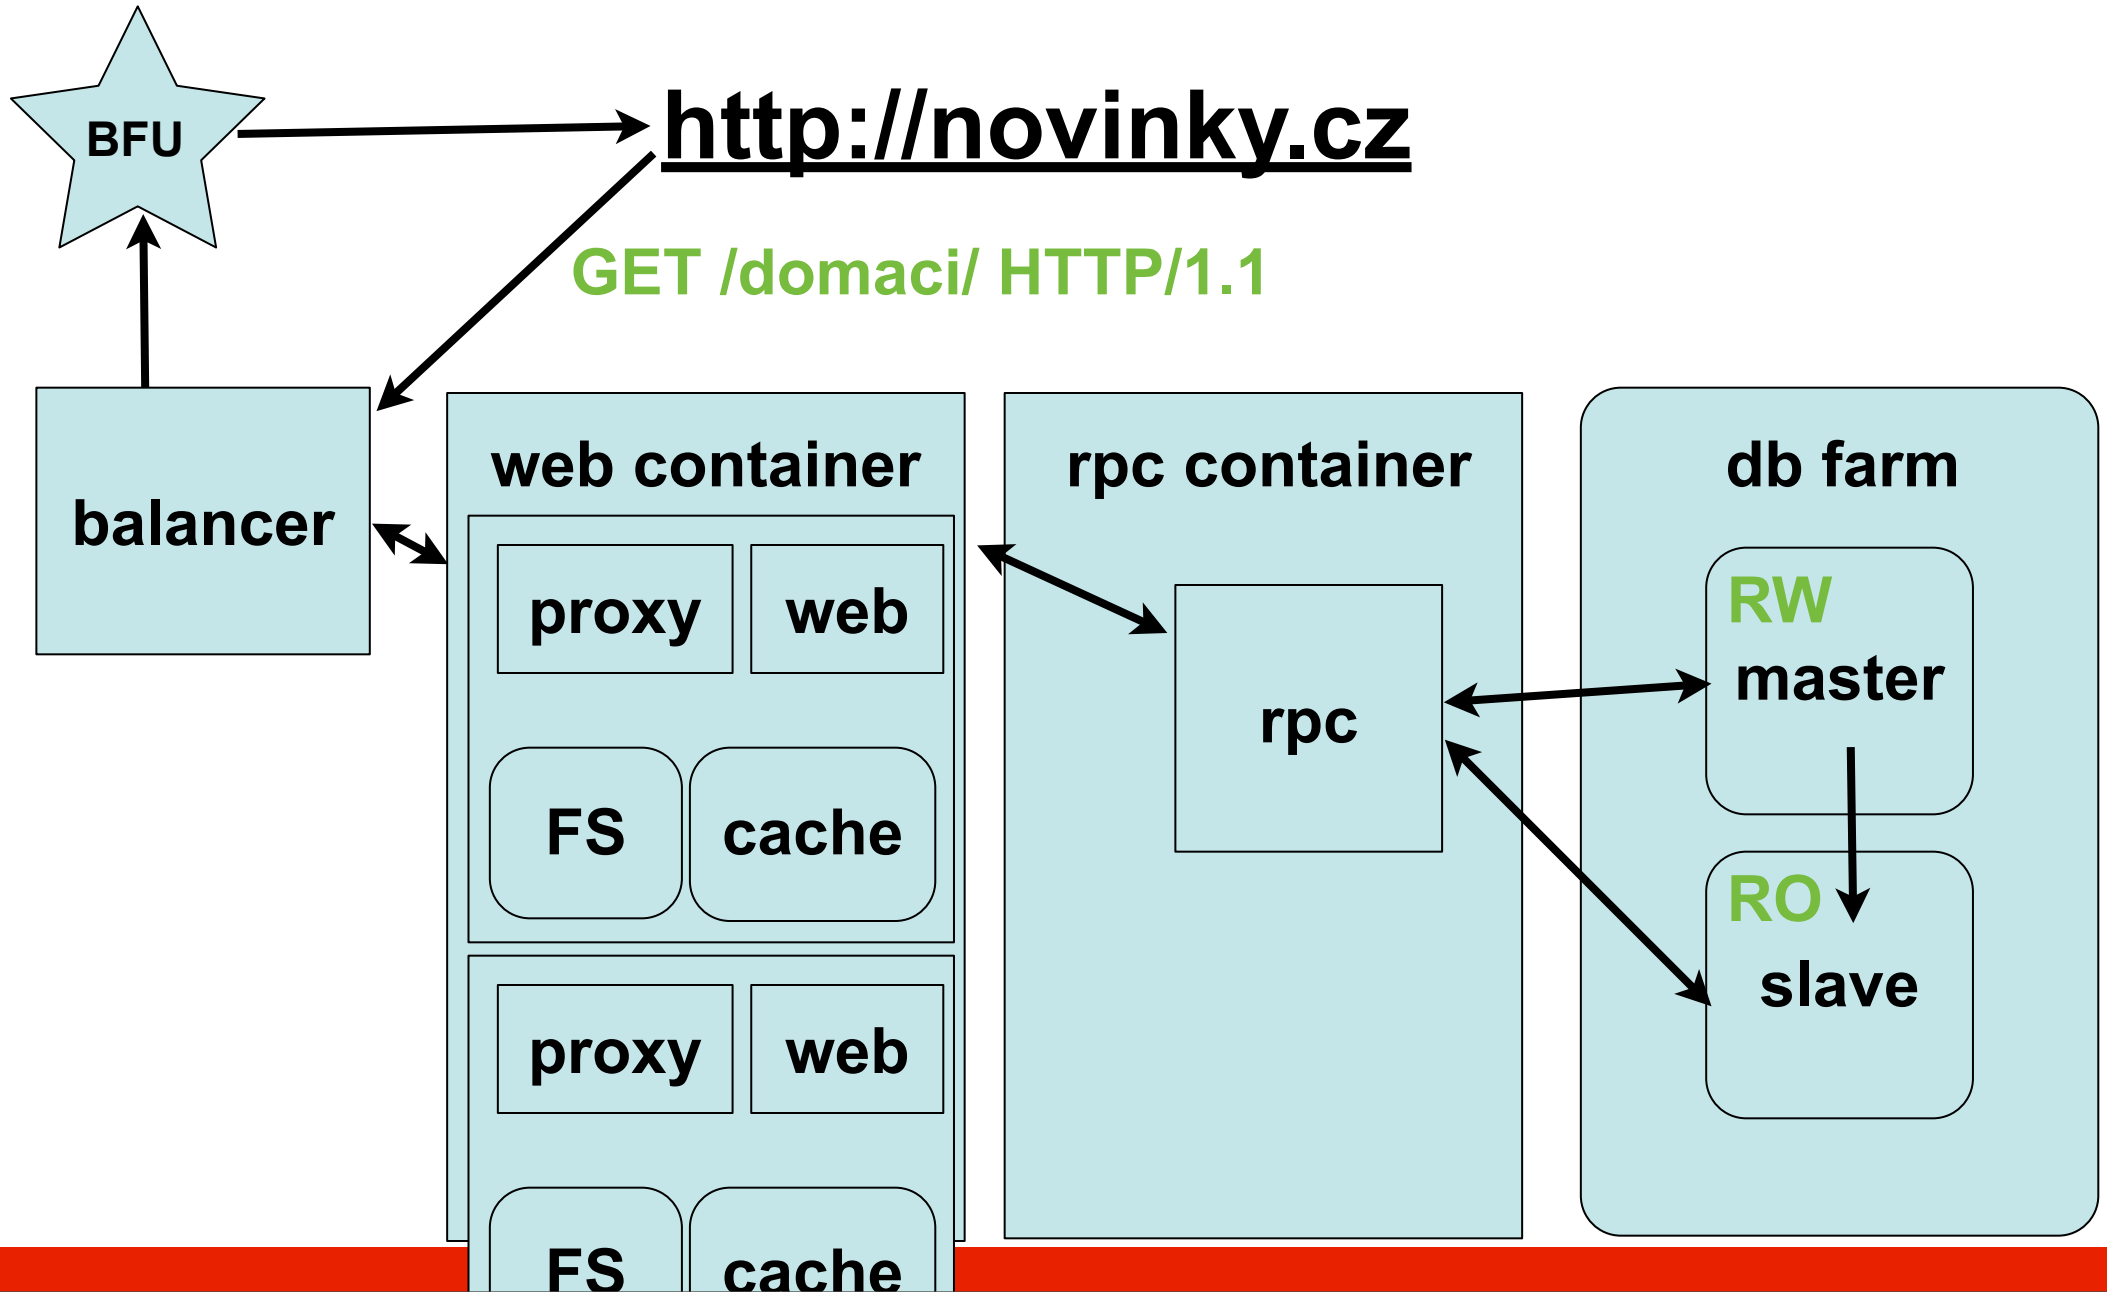 BFU
http://novinky.cz
GET /domaci/ HTTP/1.1
balancer
web container
proxy
web
FS
cache
proxy
web
FS
cache
rpc container
rpc
db farm
RW
master
RO
slave